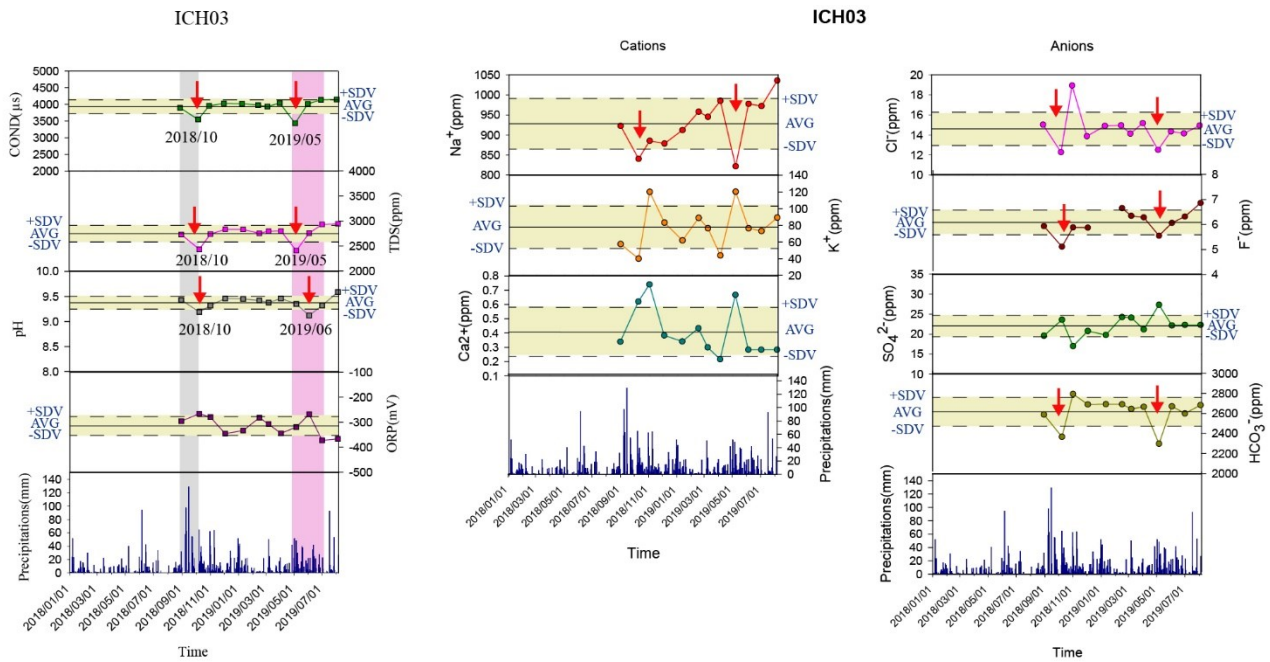 ICH03
5000
4500
4000
3500
3000
2500
2000
COND(µs)
+SDV
AVG
-SDV
2018/10
2019/05
4000
3500
3000
2500
2000
TDS(ppm)
+SDV
AVG
-SDV
2018/10
2019/05
10.0
9.5
9.0
8.5
8.0
pH
+SDV
AVG
-SDV
2018/10
2019/06
-100
-200
-300
-400
-500
ORP(mV)
+SDV
AVG
-SDV
140
120
100
80
60
40
20
0
Precipitations(mm)
2018/01/01
2018/03/01
2018/05/01
2018/07/01
2018/09/01
2018/11/01
2019/01/01
2019/03/01
2019/05/01
2019/07/01
Time
ICH03
Cations
1050
1000
950
900
850
800
Na+(ppm)
+SDV
AVG
-SDV
140
120
100
80
60
40
20
K+(ppm)
+SDV
AVG
-SDV
0.8
0.7
0.6
0.5
0.4
0.3
0.2
0.1
Ca2+(ppm)
+SDV
AVG
-SDV
140
120
100
80
60
40
20
0
Precipitations(mm)
2018/01/01
2018/03/01
2018/05/01
2018/07/01
2018/09/01
2018/11/01
2019/01/01
2019/03/01
2019/05/01
2019/07/01
Time
Anions
20
18
16
14
12
10
Cl-(ppm)
+SDV
AVG
-SDV
8
7
6
5
4
F-(ppm)
+SDV
AVG
-SDV
35
30
25
20
15
10
SO42-(ppm)
+SDV
AVG
-SDV
3000
2800
2600
2400
2200
2000
HCO3-(ppm)
+SDV
AVG
-SDV
140
120
100
80
60
40
20
0
Precipitations(mm)
2018/01/01
2018/03/01
2018/05/01
2018/07/01
2018/09/01
2018/11/01
2019/01/01
2019/03/01
2019/05/01
2019/07/01
Time